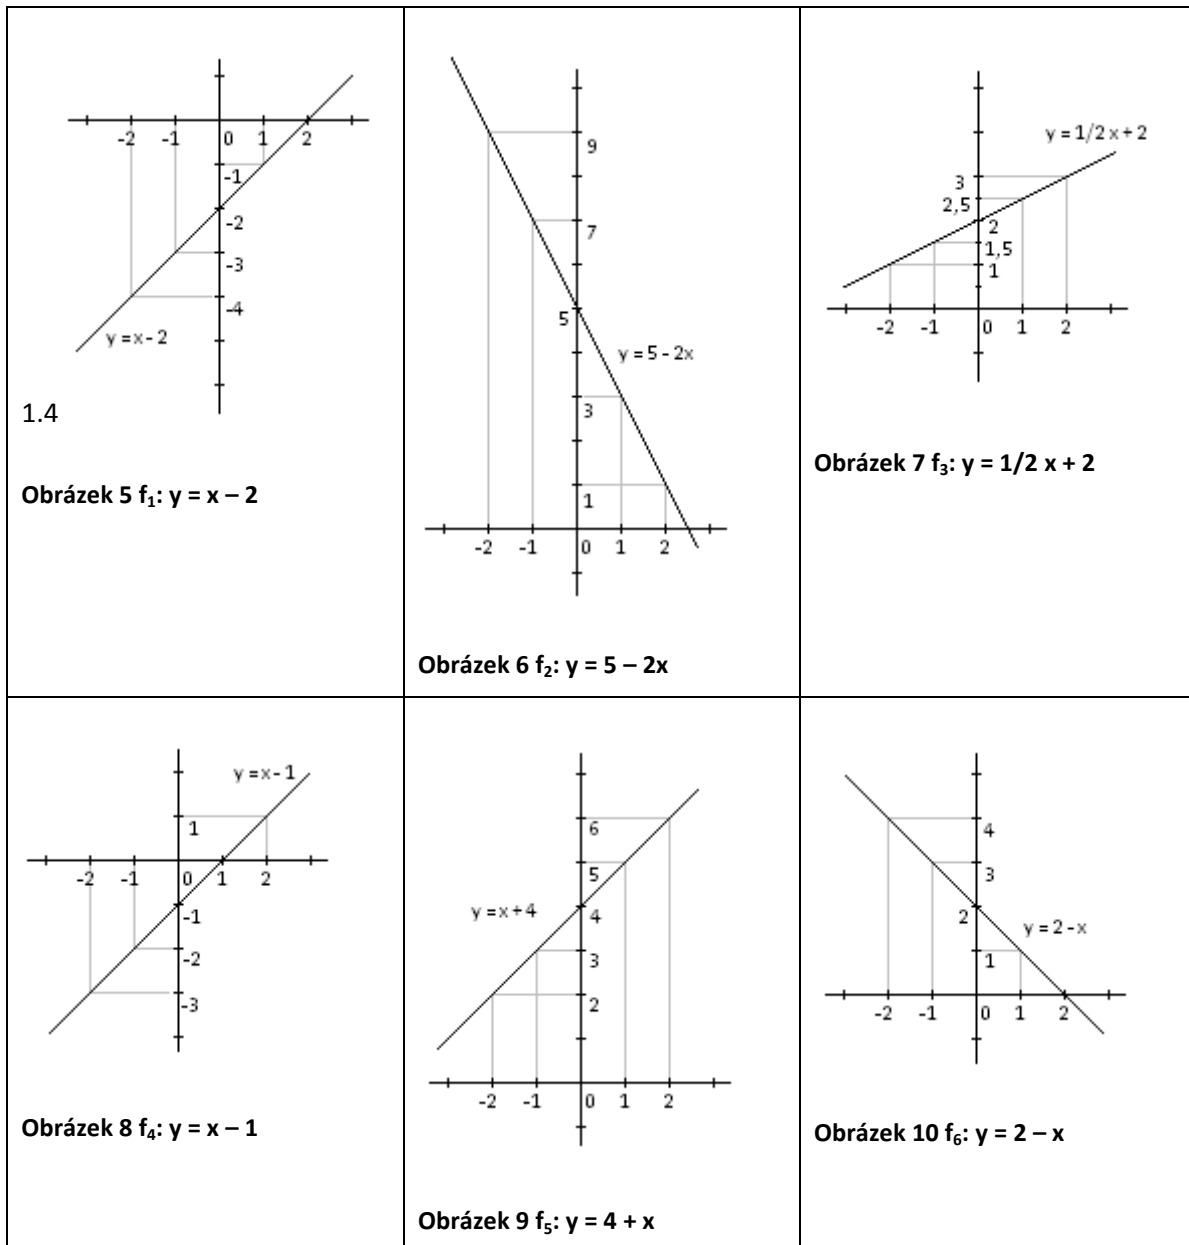 -2 -1 0 1 2
-1
-2
-3
-4
y = x - 2
1.4
Obrázek 5 f₁: y = x – 2
9
7
5
y = 5 - 2x
3
1
-2 -1 0 1 2
Obrázek 6 f₂: y = 5 – 2x
y = 1/2 x + 2
3
2,5
2
1,5
1
-2 -1 0 1 2
Obrázek 7 f₃: y = 1/2 x + 2
y = x - 1
1
-2 -1 0 1 2
-1
-2
-3
Obrázek 8 f₄: y = x – 1
6
5
y = x + 4
4
3
2
-2 -1 0 1 2
Obrázek 9 f₅: y = 4 + x
4
3
2
y = 2 - x
1
-2 -1 0 1 2
Obrázek 10 f₆: y = 2 – x